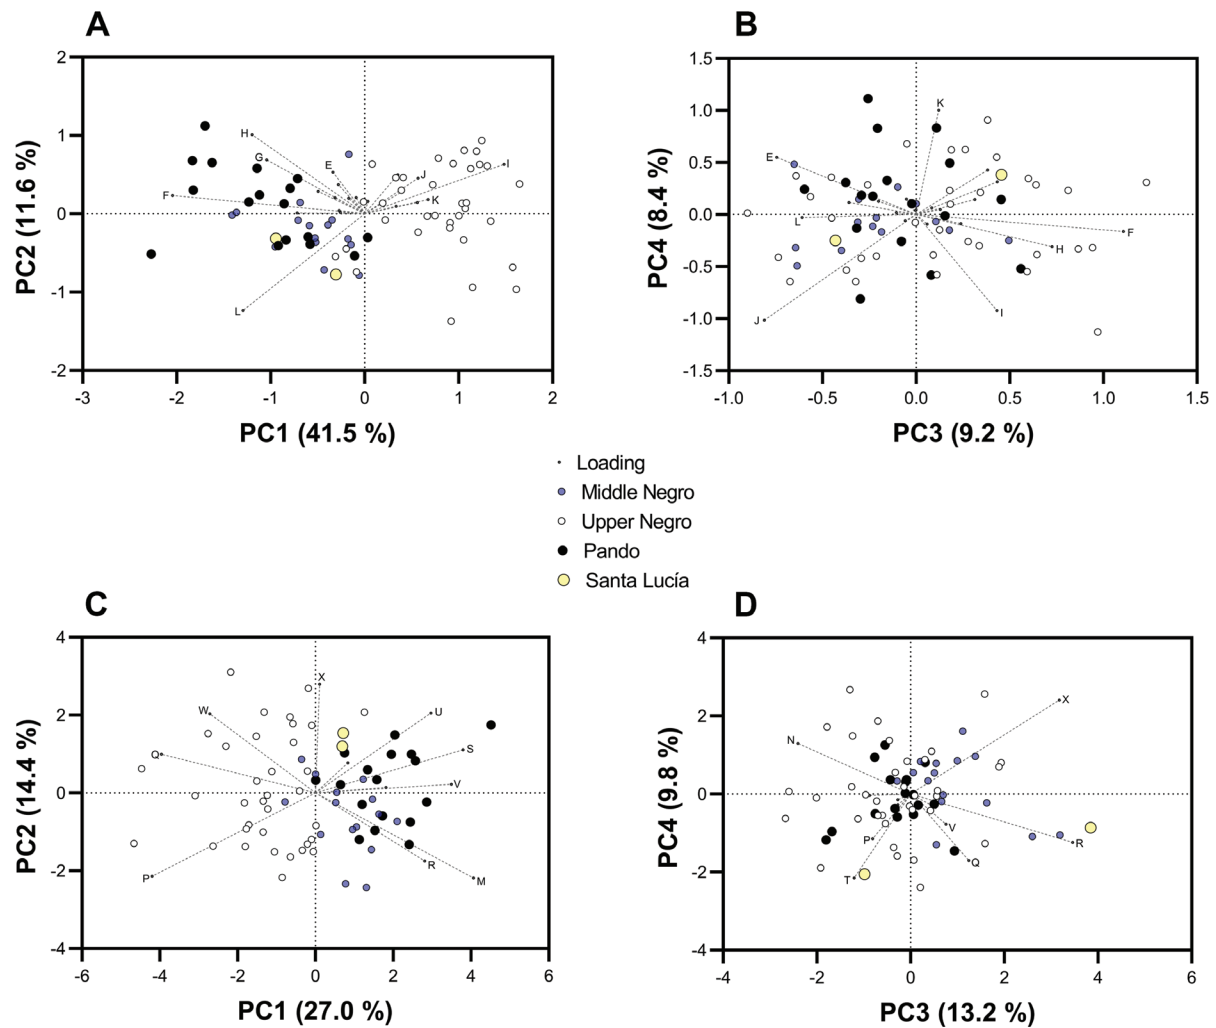 A
B
2
1
0
-1
-2
-3
-2
-1
0
1
2
PC2 (11.6 %)
PC1 (41.5 %)
H
G
E
F
J
K
I
L
1.5
1.0
0.5
0.0
-0.5
-1.0
-1.5
-1.0
-0.5
0.0
0.5
1.0
1.5
PC4 (8.4 %)
PC3 (9.2 %)
K
E
L
F
H
I
J
Loading
Middle Negro
Upper Negro
Pando
Santa Lucía
C
D
4
2
0
-2
-4
-6
-4
-2
0
2
4
6
PC2 (14.4 %)
PC1 (27.0 %)
X
W
U
Q
S
V
P
R
M
4
2
0
-2
-4
-4
-2
0
2
4
6
PC4 (9.8 %)
PC3 (13.2 %)
X
N
V
P
R
Q
T